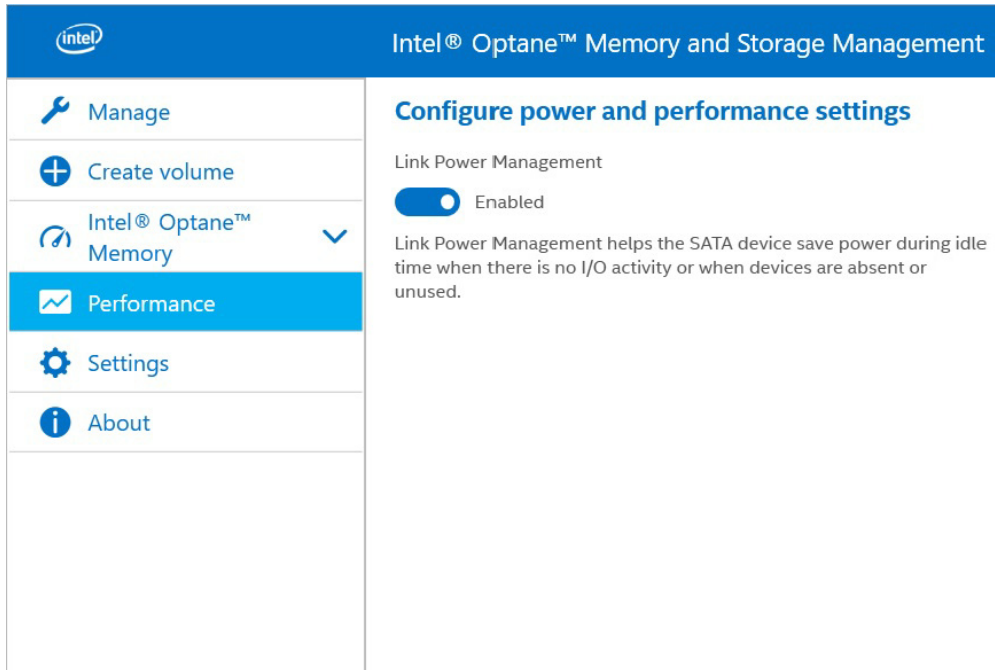 intel
Intel® Optane™ Memory and Storage Management
Manage
Create volume
Intel® Optane™
Memory
Performance
Settings
About
Configure power and performance settings
Link Power Management
Enabled
Link Power Management helps the SATA device save power during idle
time when there is no I/O activity or when devices are absent or
unused.